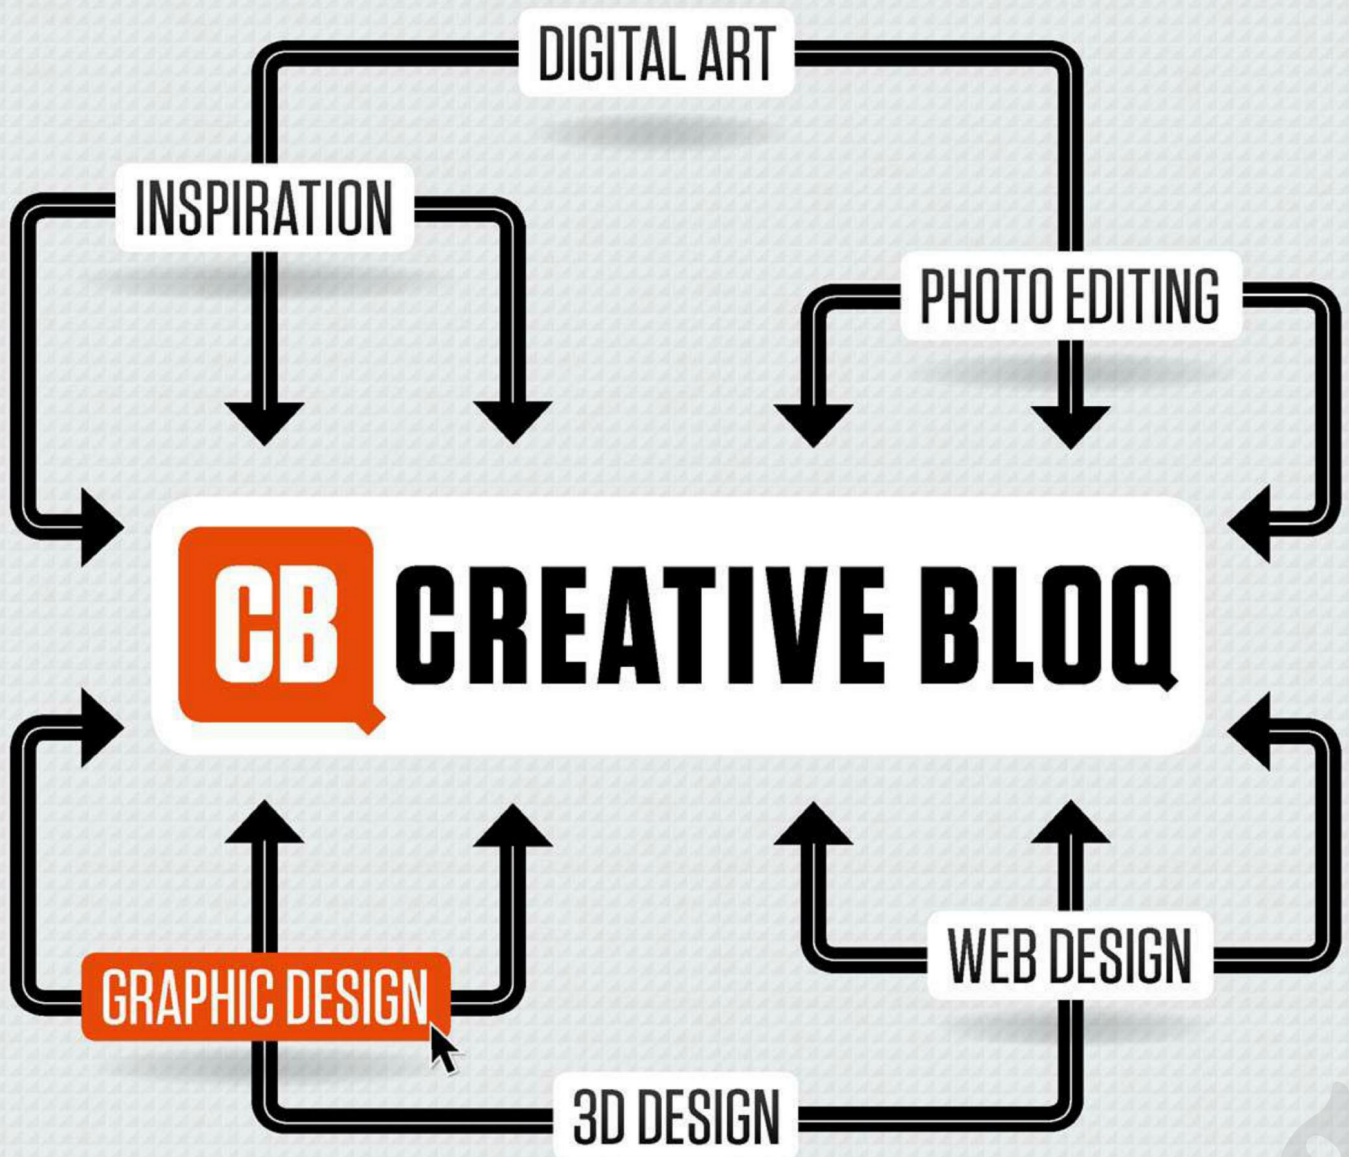 DIGITAL ART
INSPIRATION
PHOTO EDITING
CB CREATIVE BLOQ
GRAPHIC DESIGN
WEB DESIGN
3D DESIGN